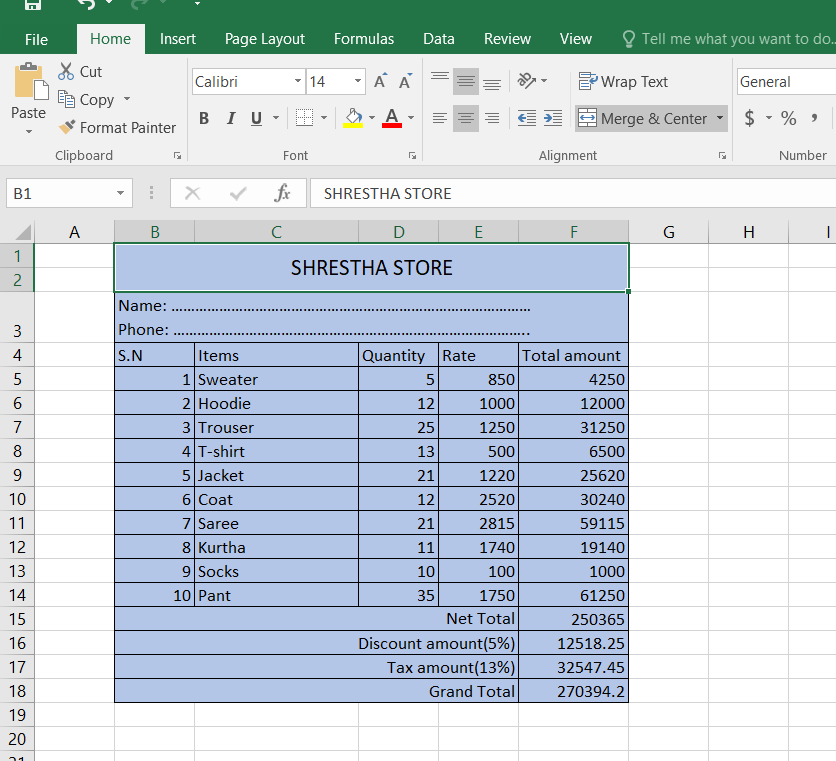 File Home Insert Page Layout Formulas Data Review View Tell me what you want to do..
Cut
Copy
Format Painter
Paste
Clipboard
Calibri 14 A A
B I U A
Font
Wrap Text
Merge & Center
Alignment
General
$ % ,
Number
B1 fx SHRESTHA STORE
A B C D E F G H I
1 SHRESTHA STORE
2
3 Name: ……………………………………………………………………………
Phone: …………………………………………………………………………..
4 S.N Items Quantity Rate Total amount
5 1 Sweater 5 850 4250
6 2 Hoodie 12 1000 12000
7 3 Trouser 25 1250 31250
8 4 T-shirt 13 500 6500
9 5 Jacket 21 1220 25620
10 6 Coat 12 2520 30240
11 7 Saree 21 2815 59115
12 8 Kurtha 11 1740 19140
13 9 Socks 10 100 1000
14 10 Pant 35 1750 61250
15 Net Total 250365
16 Discount amount(5%) 12518.25
17 Tax amount(13%) 32547.45
18 Grand Total 270394.2
19
20